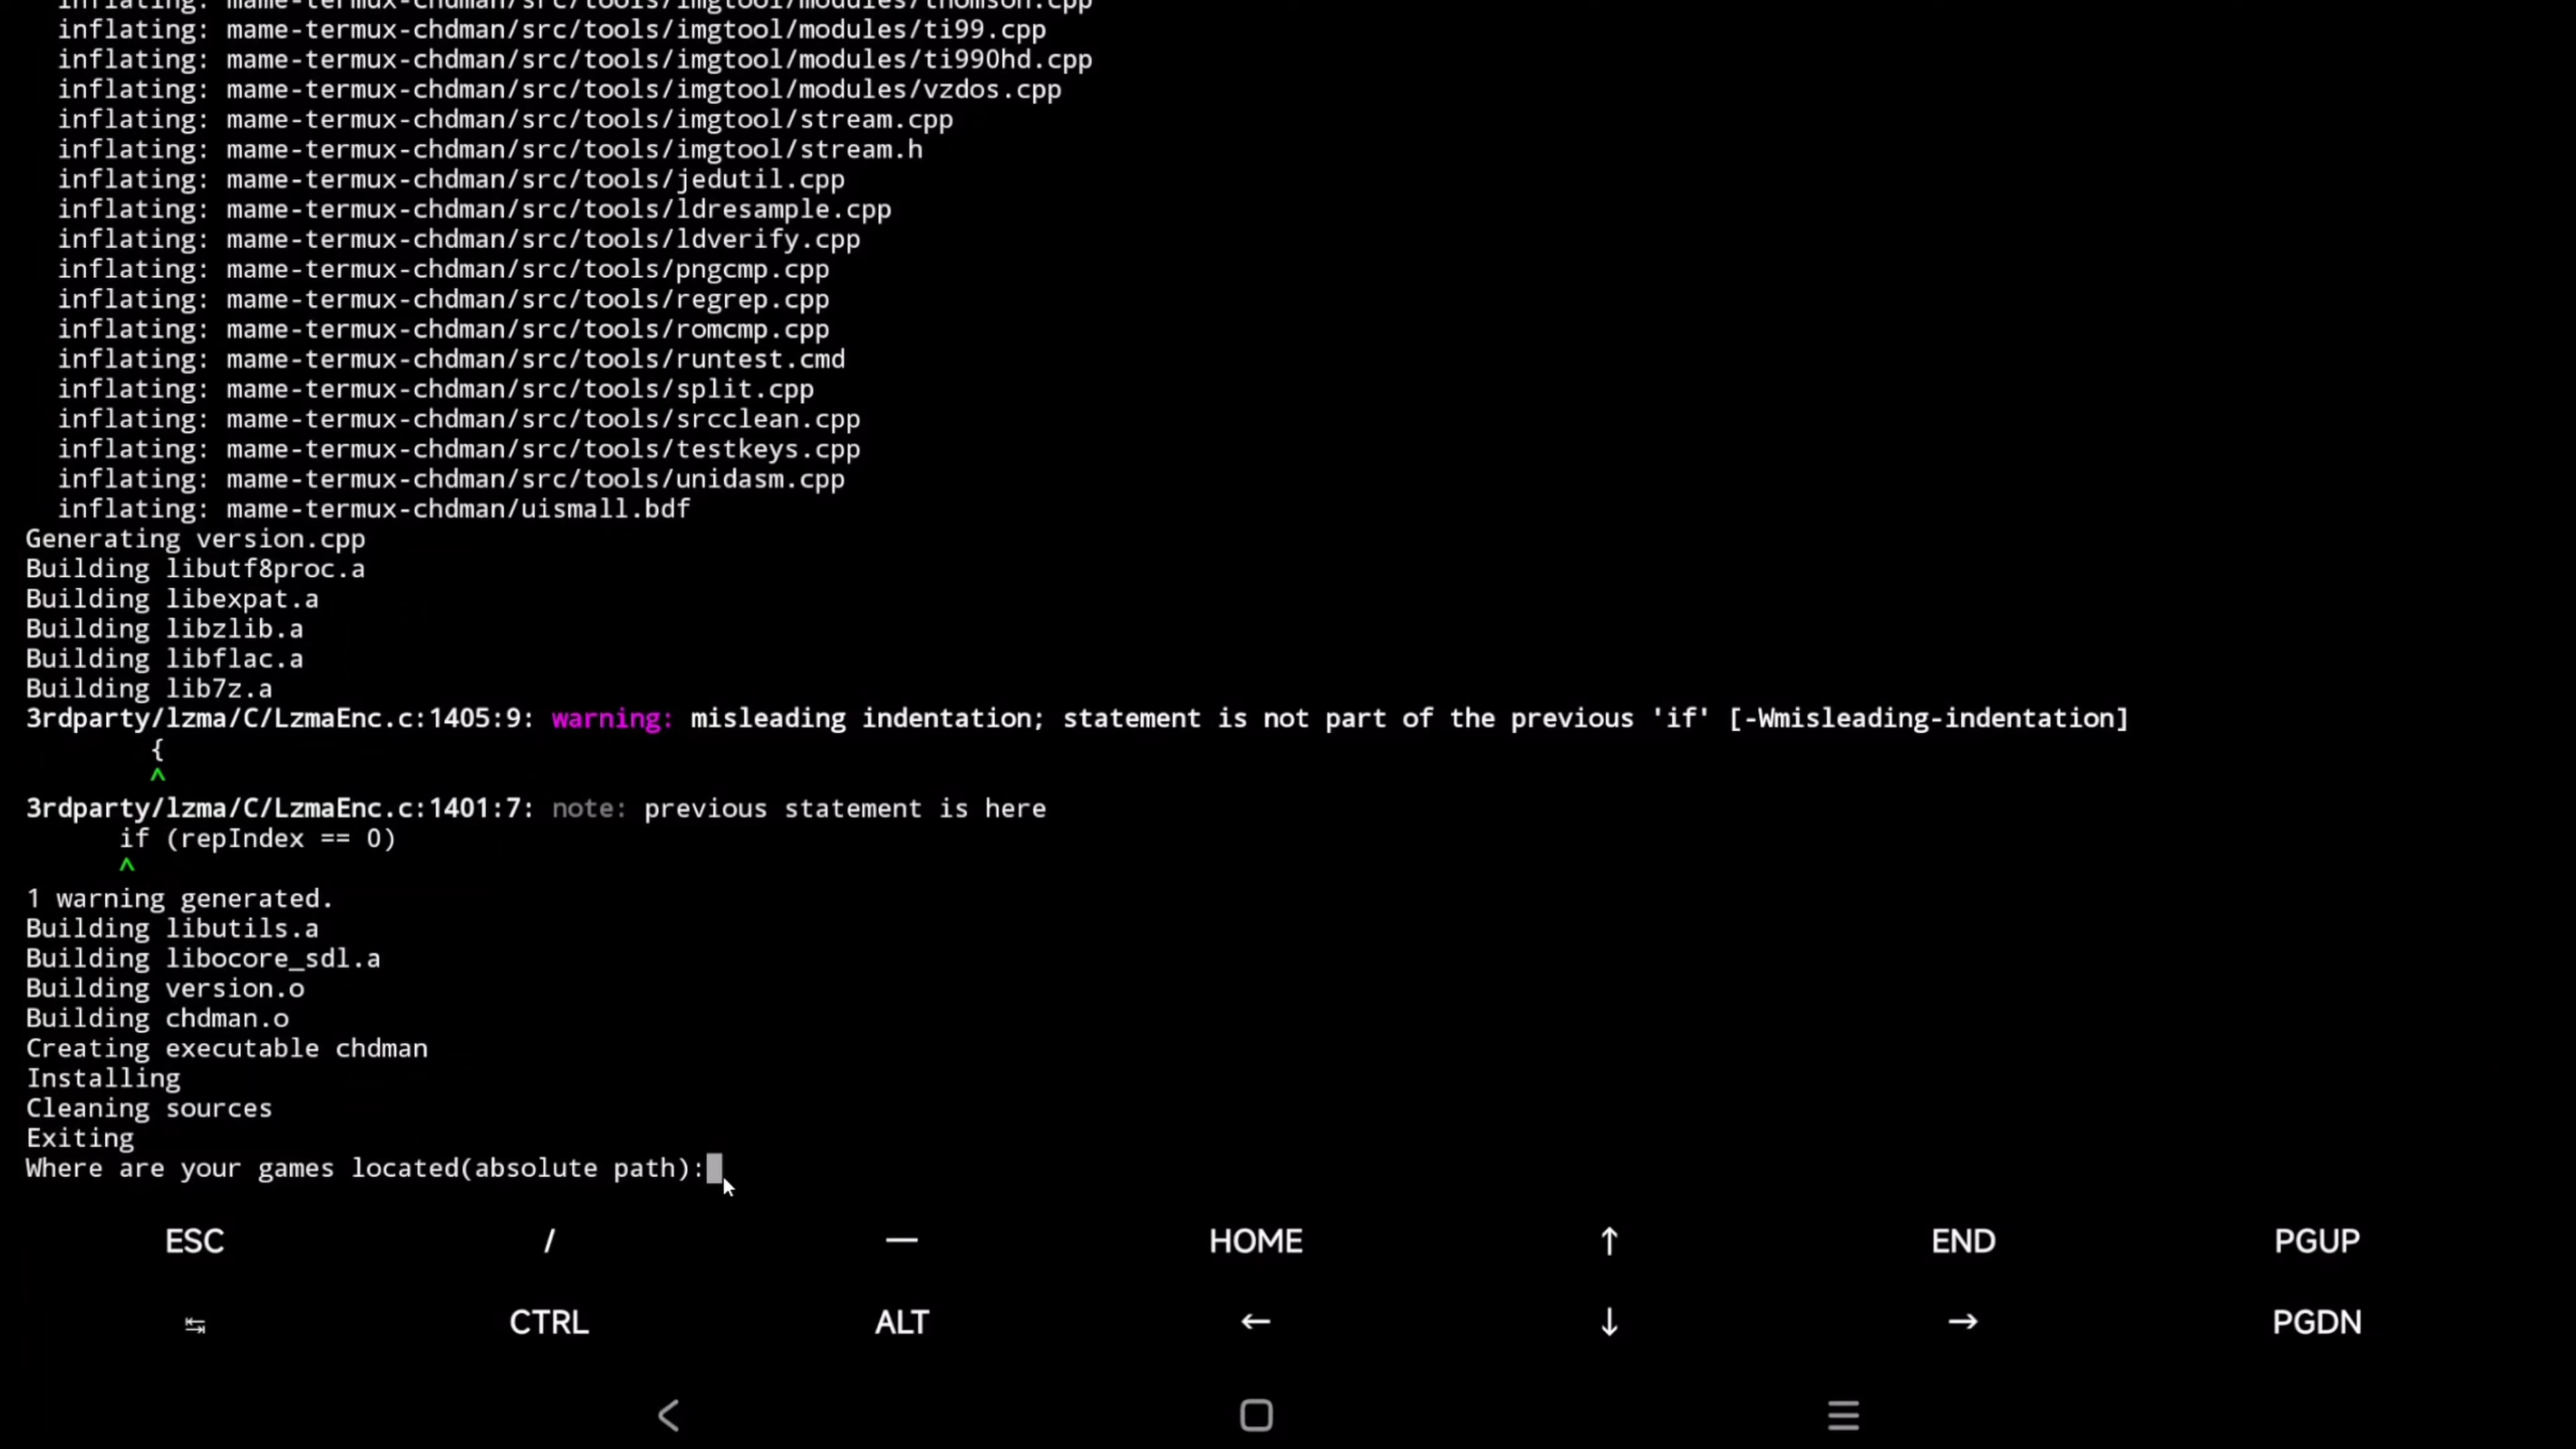 inflating: mame-termux-chdman/src/tools/imgtool/modules/thomson.cpp
inflating: mame-termux-chdman/src/tools/imgtool/modules/ti99.cpp
inflating: mame-termux-chdman/src/tools/imgtool/modules/ti990hd.cpp
inflating: mame-termux-chdman/src/tools/imgtool/modules/vzdos.cpp
inflating: mame-termux-chdman/src/tools/imgtool/stream.cpp
inflating: mame-termux-chdman/src/tools/imgtool/stream.h
inflating: mame-termux-chdman/src/tools/jedutil.cpp
inflating: mame-termux-chdman/src/tools/ldresample.cpp
inflating: mame-termux-chdman/src/tools/ldverify.cpp
inflating: mame-termux-chdman/src/tools/pngcmp.cpp
inflating: mame-termux-chdman/src/tools/regrep.cpp
inflating: mame-termux-chdman/src/tools/romcmp.cpp
inflating: mame-termux-chdman/src/tools/runtest.cmd
inflating: mame-termux-chdman/src/tools/split.cpp
inflating: mame-termux-chdman/src/tools/srcclean.cpp
inflating: mame-termux-chdman/src/tools/testkeys.cpp
inflating: mame-termux-chdman/src/tools/unidasm.cpp
inflating: mame-termux-chdman/uismall.bdf
Generating version.cpp
Building libutf8proc.a
Building libexpat.a
Building libzlib.a
Building libflac.a
Building lib7z.a
3rdparty/lzma/C/LzmaEnc.c:1405:9: warning: misleading indentation; statement is not part of the previous 'if' [-Wmisleading-indentation]
{
^
3rdparty/lzma/C/LzmaEnc.c:1401:7: note: previous statement is here
if (repIndex == 0)
^
1 warning generated.
Building libutils.a
Building libocore_sdl.a
Building version.o
Building chdman.o
Creating executable chdman
Installing
Cleaning sources
Exiting
Where are your games located(absolute path):
ESC / — HOME ↑ END PGUP
↹ CTRL ALT ← ↓ → PGDN